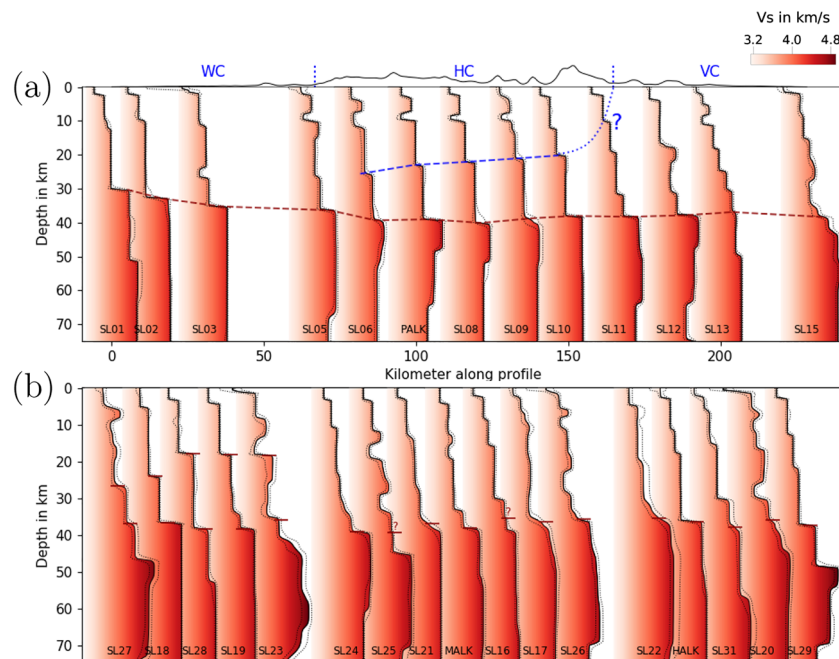 Vs in km/s
3.2 4.0 4.8
WC HC VC
(a)
0
10
20
30
40
50
60
70
Depth in km
?
SL01 SL02 SL03 SL05 SL06 PALK SL08 SL09 SL10 SL11 SL12 SL13 SL15
0 50 100 150 200
Kilometer along profile
(b)
0
10
20
30
40
50
60
70
Depth in km
? ?
SL27 SL18 SL28 SL19 SL23 SL24 SL25 SL21 MALK SL16 SL17 SL26 SL22 HALK SL31 SL20 SL29